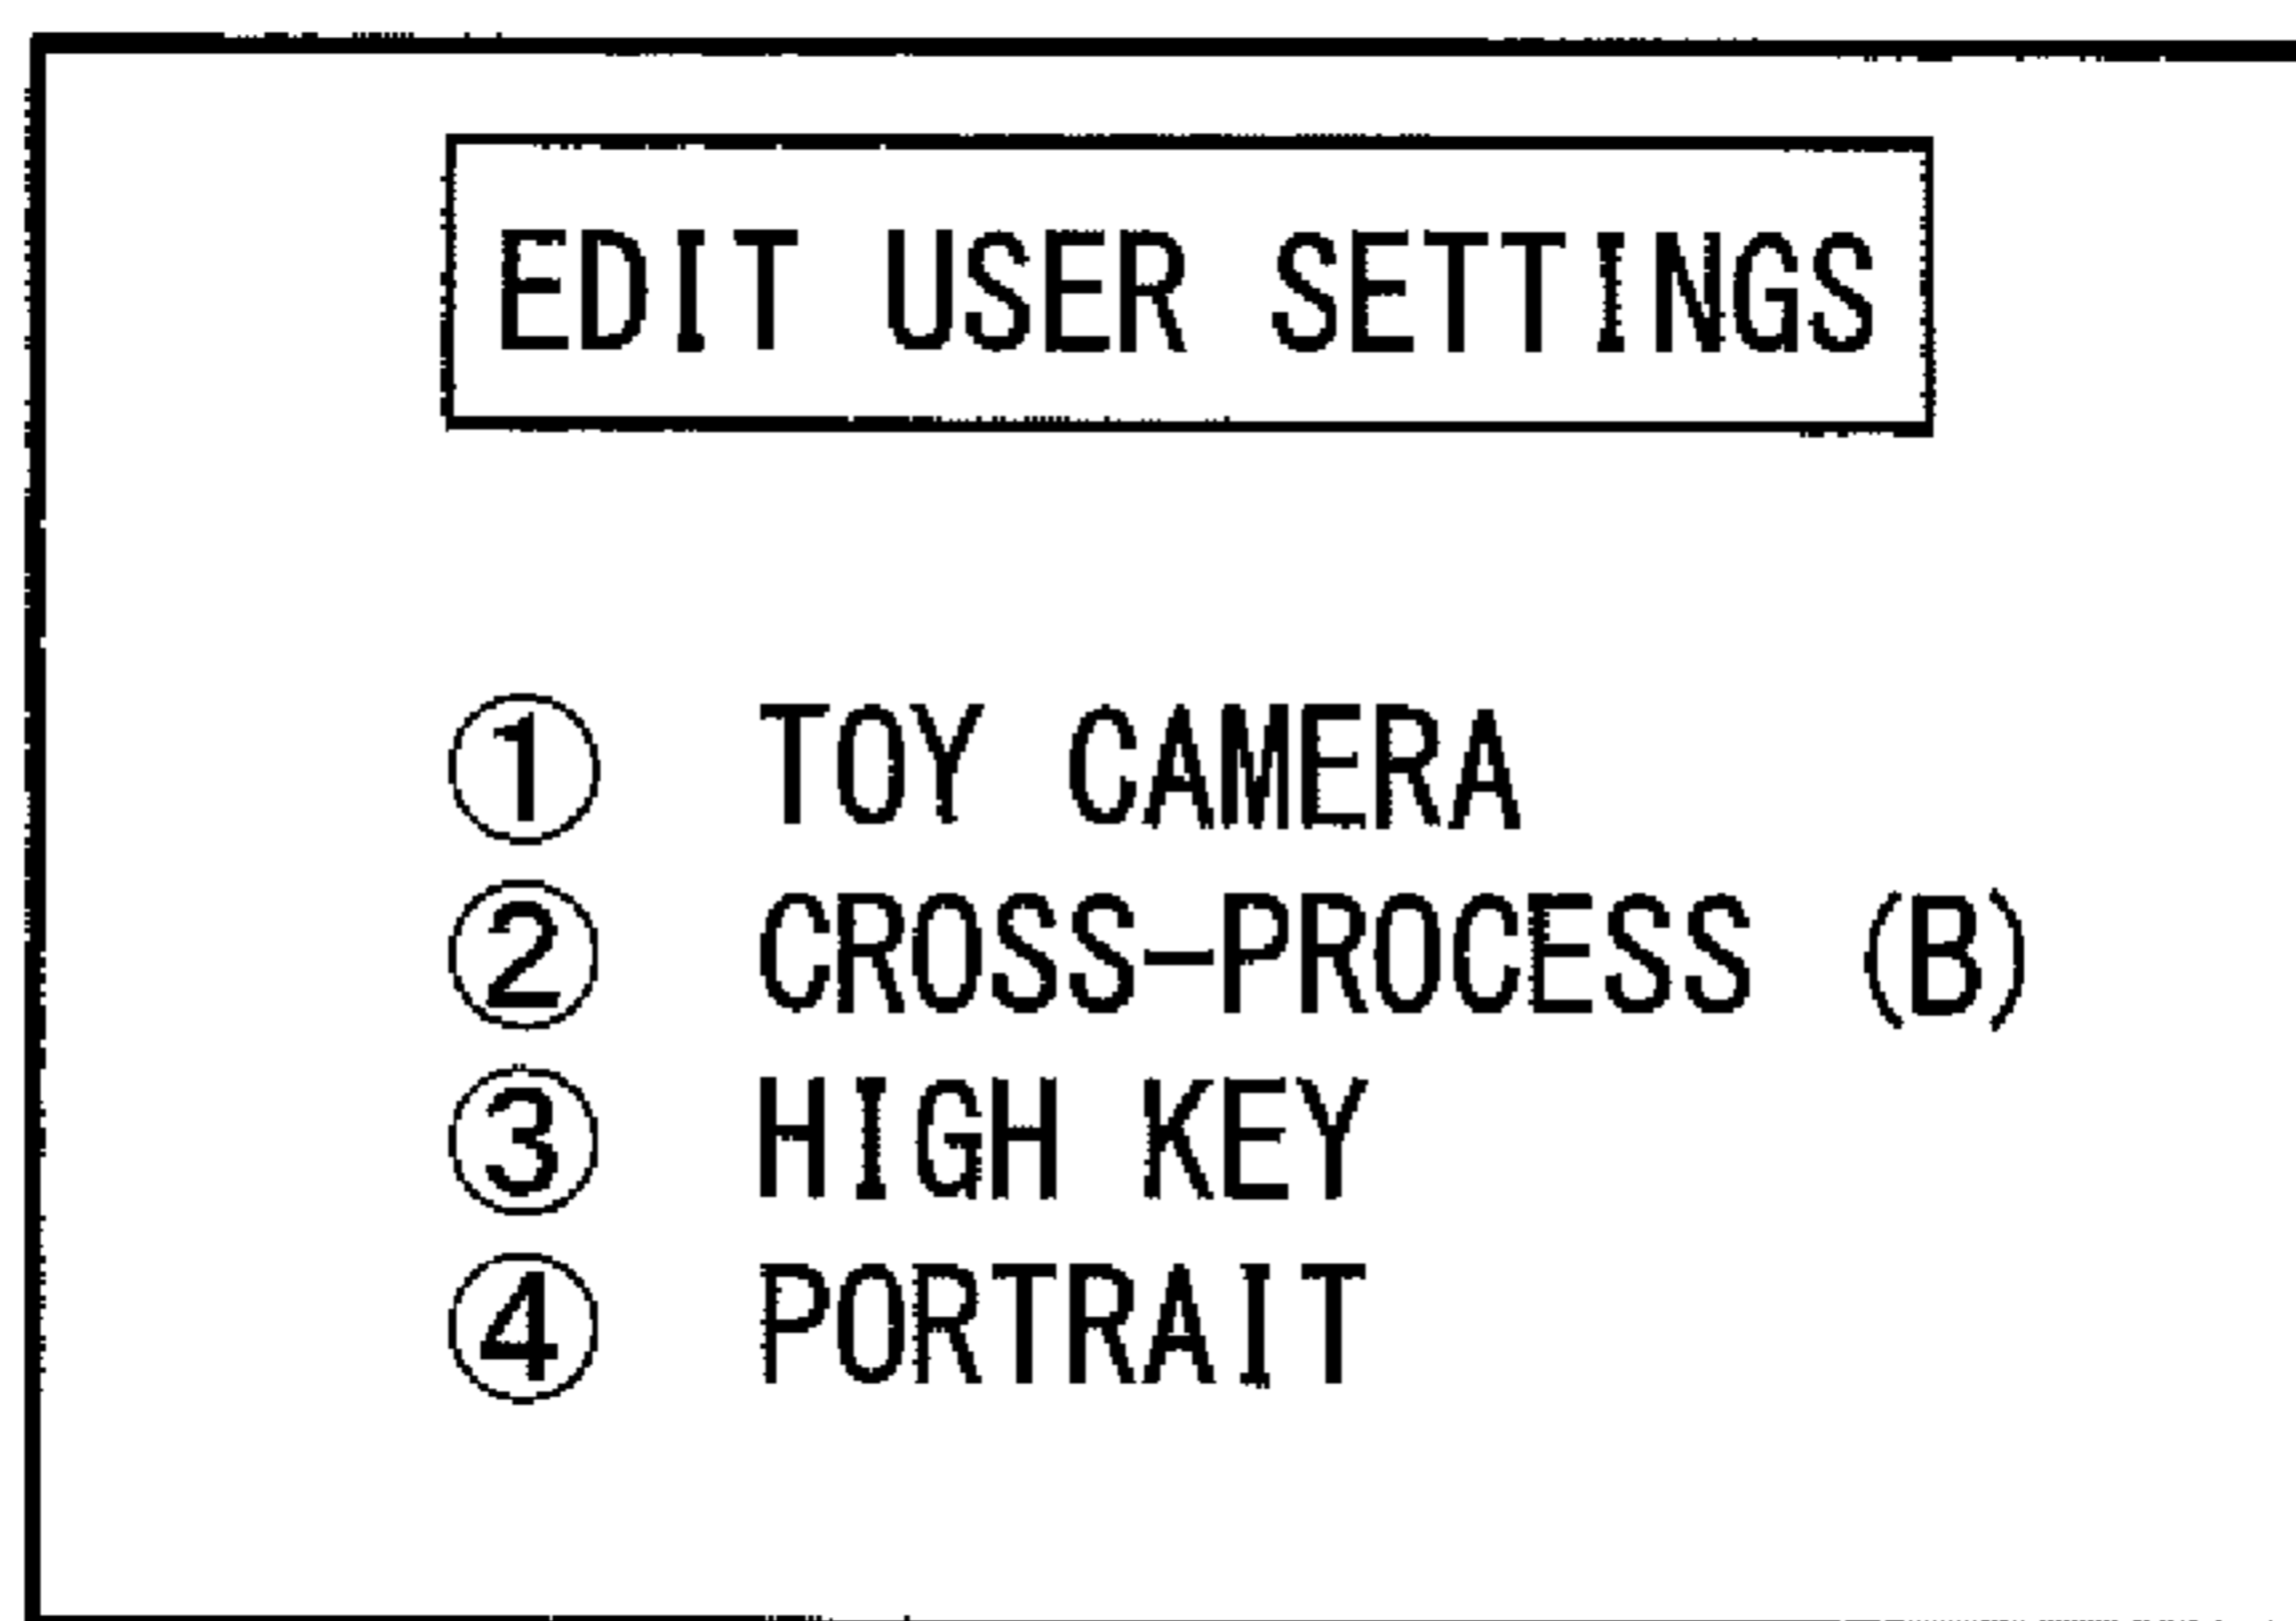 EDIT USER SETTINGS
① TOY CAMERA
② CROSS-PROCESS (B)
③ HIGH KEY
④ PORTRAIT